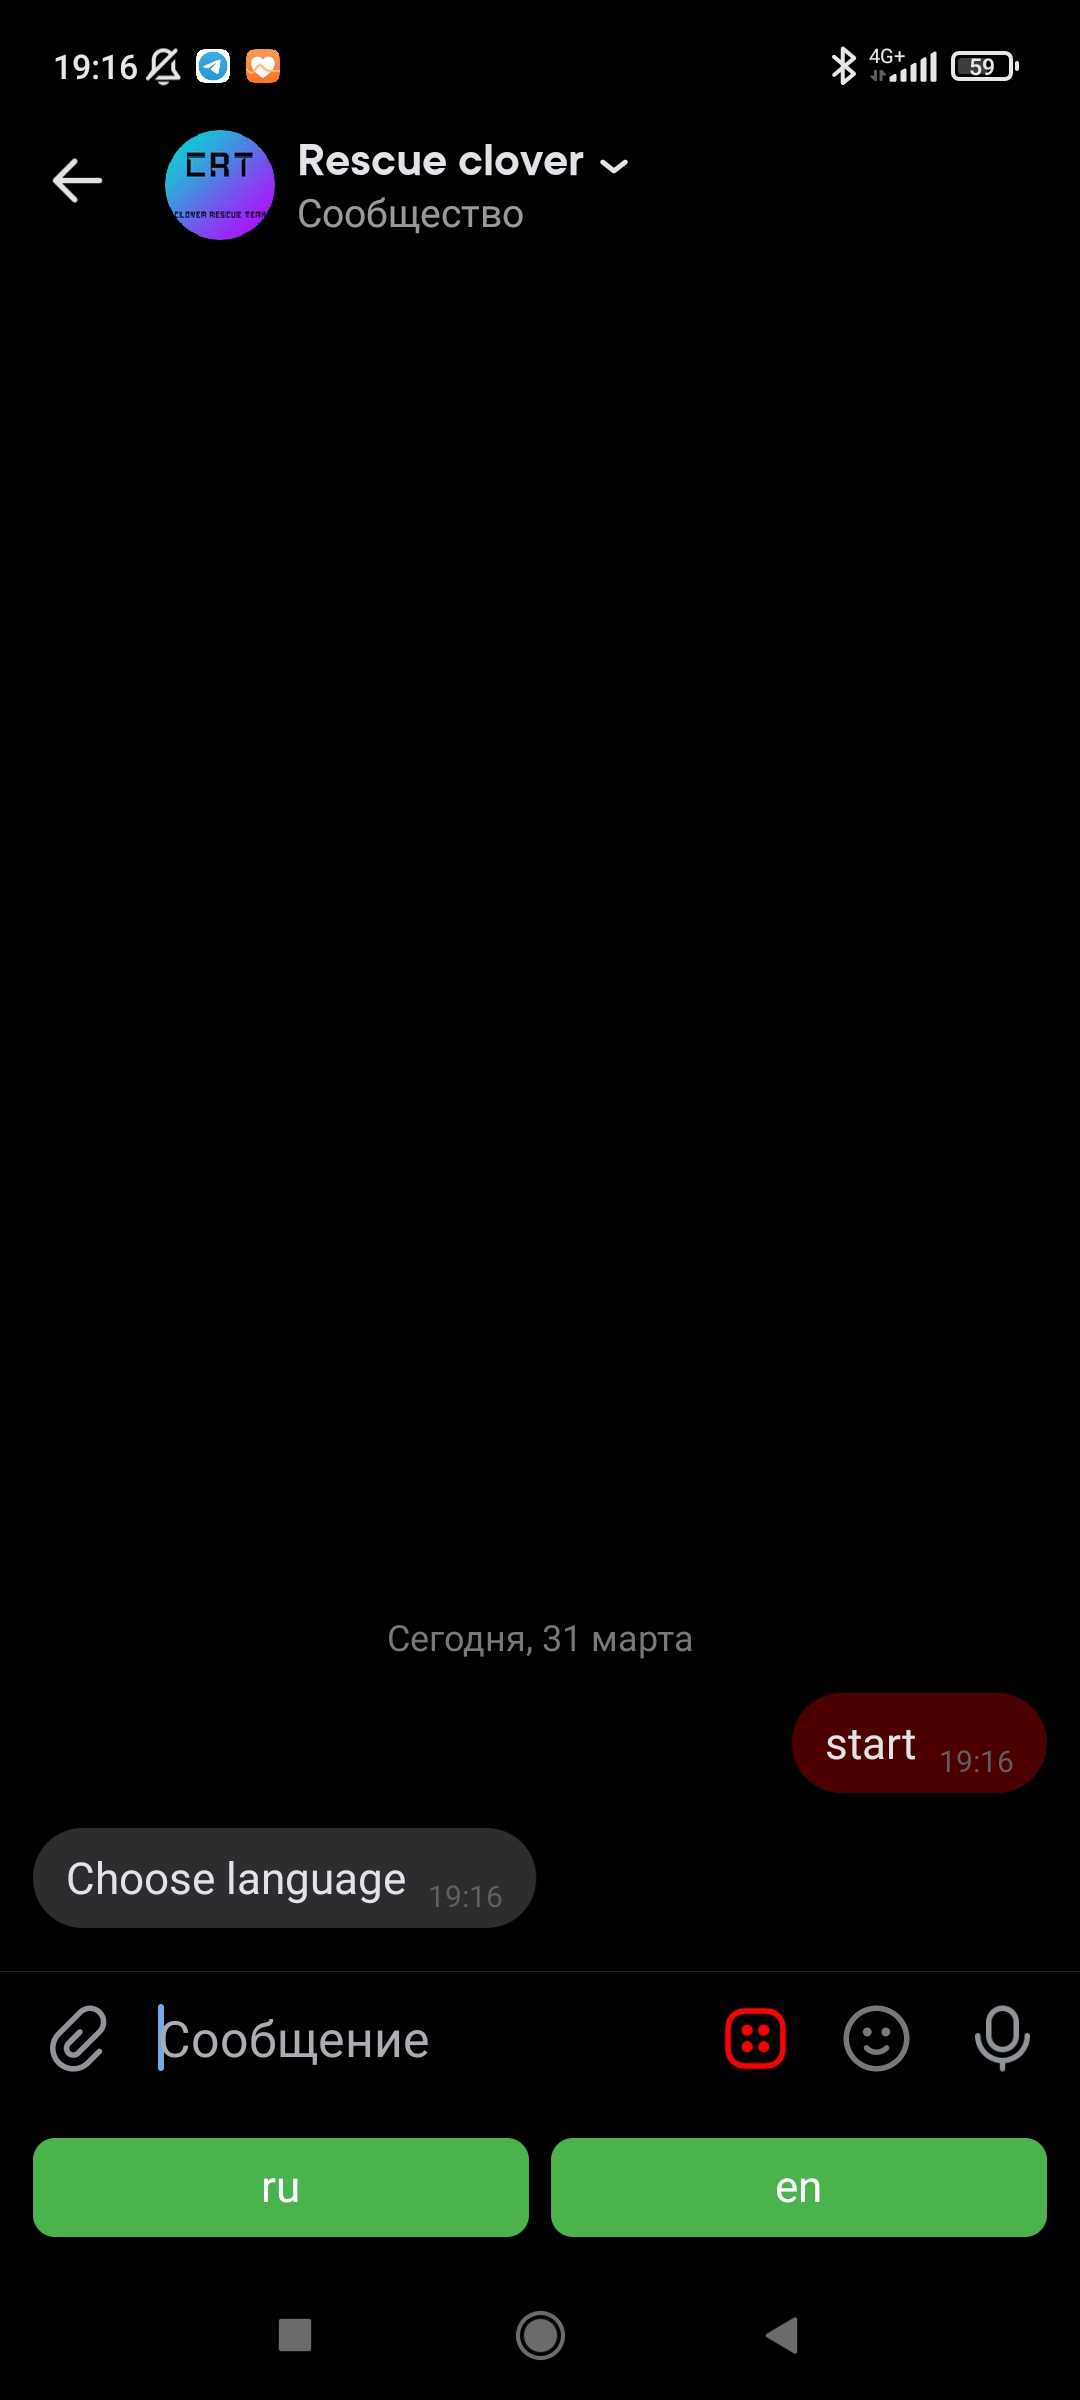 19:16
4G+
59
CRT
CLOVER RESCUE TEAM
Rescue clover
Сообщество
Сегодня, 31 марта
start 19:16
Choose language 19:16
Сообщение
ru
en